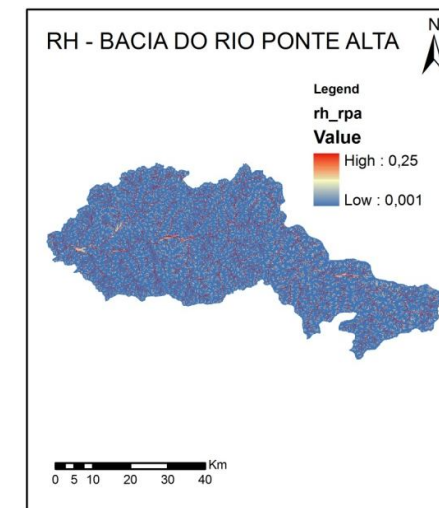 RH - BACIA DO RIO PONTE ALTA
N
Legend
rh_rpa
Value
High : 0,25
Low : 0,001
Km
0 5 10 20 30 40